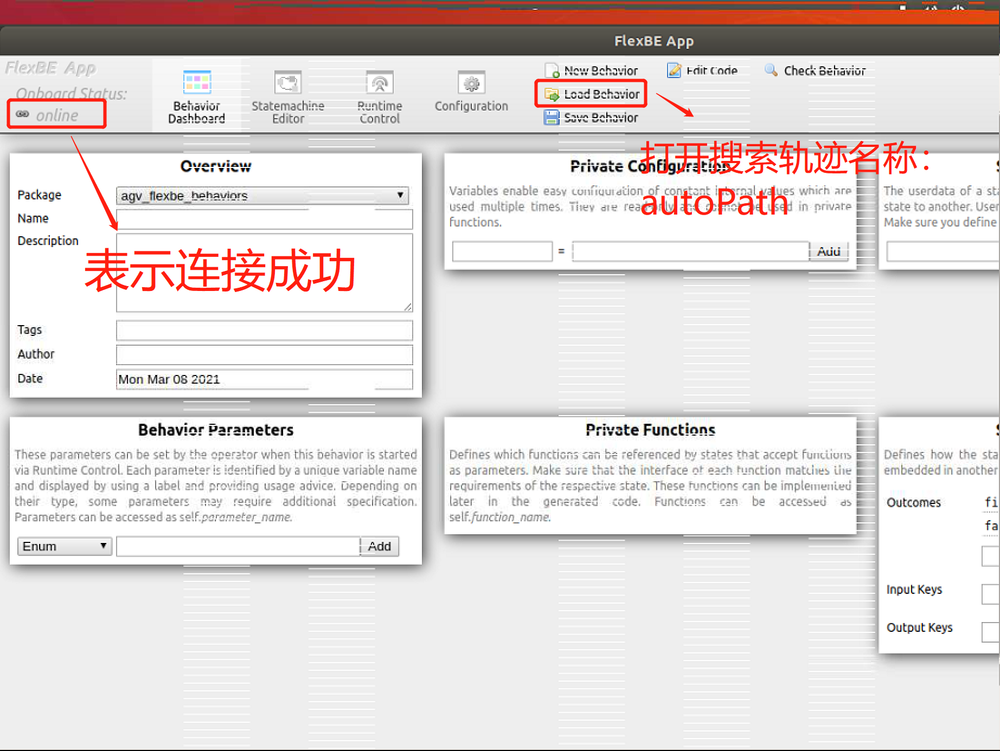 FlexBE App
FlexBE App
Onboard Status:
online
Behavior
Dashboard
Statemachine
Editor
Runtime
Control
Configuration
New Behavior
Load Behavior
Save Behavior
Edit Code
Check Behavior
打开搜索轨迹名称：
autoPath
表示连接成功
Overview
Package
agv_flexbe_behaviors
Name
Description
Tags
Author
Date
Mon Mar 08 2021
Private Configuration
Variables enable easy configuration of constant internal values which are
used multiple times. They are read-only and cannot be used in private
functions.
=
Add
The userdata of a sta
state to another. User
Make sure you define
Behavior Parameters
These parameters can be set by the operator when this behavior is started
via Runtime Control. Each parameter is identified by a unique variable name
and displayed by using a label and providing usage advice. Depending on
their type, some parameters may require additional specification.
Parameters can be accessed as self.parameter_name.
Enum
Add
Private Functions
Defines which functions can be referenced by states that accept functions
as parameters. Make sure that the interface of each function matches the
requirements of the respective state. These functions can be implemented
later in the generated code. Functions can be accessed as
self.function_name.
Defines how the sta
embedded in another
Outcomes
fi
fa
Input Keys
Output Keys